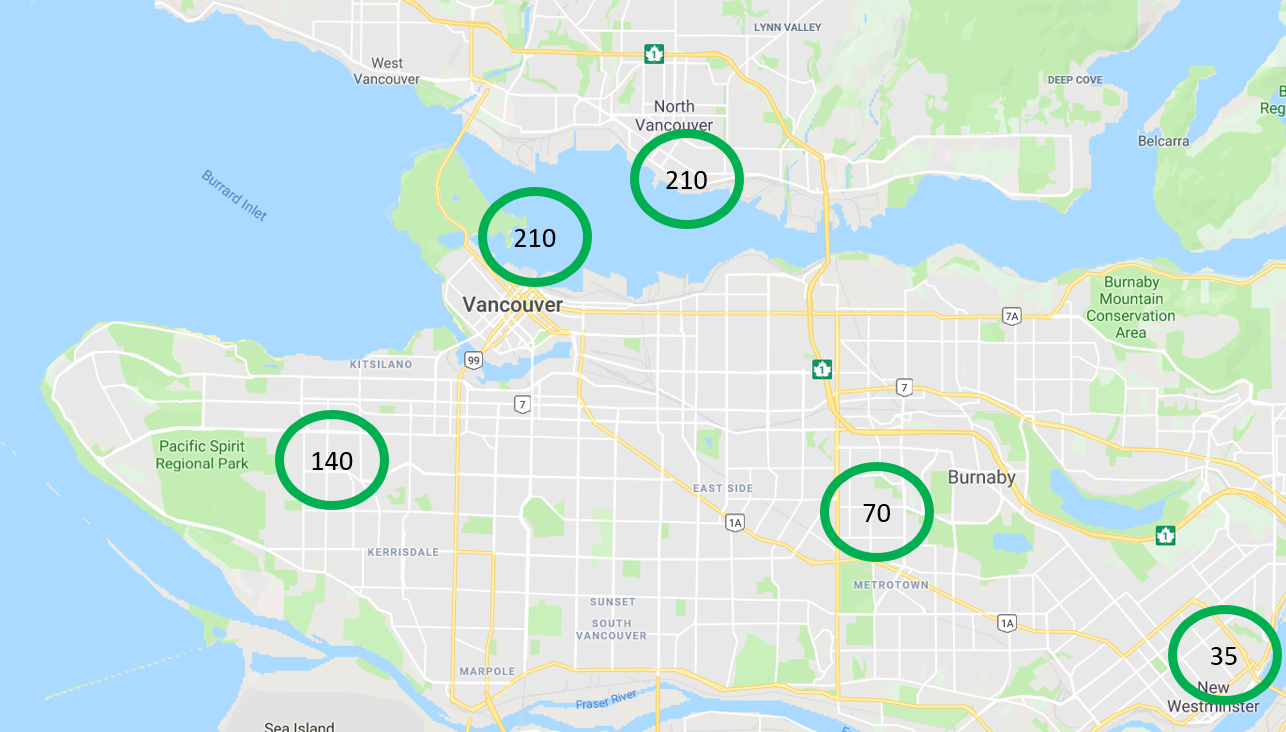 LYNN VALLEY
1
West
Vancouver
DEEP COVE
North
Vancouver
Belcarra
210
Burrard Inlet
210
Burnaby
Mountain
Conservation
Area
Vancouver
7A
KITSILANO
99
1
7
7
Pacific Spirit
Regional Park
140
EAST SIDE
Burnaby
70
1A
1
KERRISDALE
METROTOWN
SUNSET
SOUTH
VANCOUVER
1A
35
MARPOLE
New
Westminster
Fraser River
Sea Island